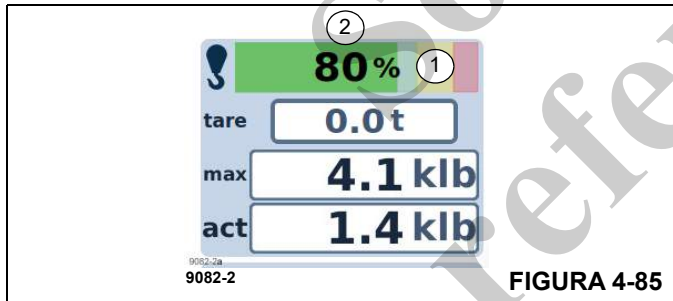 2
80% 1
tare 0.0t
max 4.1 klb
act 1.4 klb
9082-2a
9082-2
FIGURA 4-85